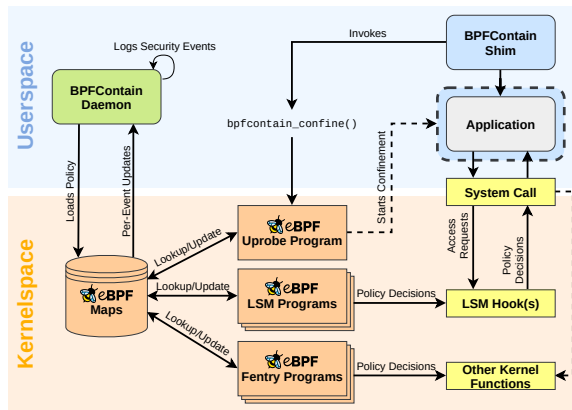 Userspace
Kernelspace
Logs Security Events
BPFContain
Daemon
Invokes
BPFContain
Shim
bpfcontain_confine()
Application
Loads Policy
Per-Event Updates
Starts Confinement
System Call
Access
Requests
Policy
Decisions
Lookup/Update
eBPF
Uprobe Program
eBPF
Maps
Lookup/Update
eBPF
LSM Programs
Policy Decisions
LSM Hook(s)
Lookup/Update
eBPF
Fentry Programs
Policy Decisions
Other Kernel
Functions